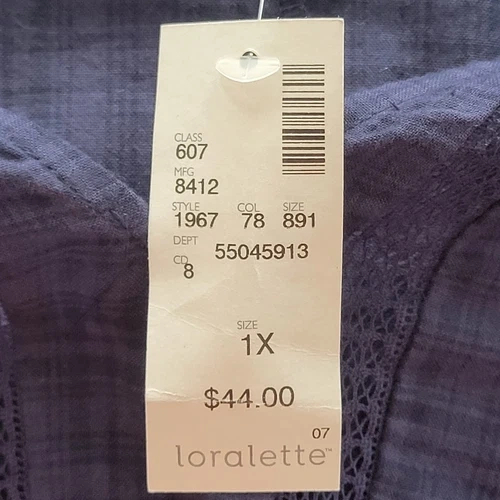 CLASS
607
MFG
8412
STYLE COL SIZE
1967 78 891
DEPT 55045913
CD
8
SIZE
1X
$44.00
07
loralette™